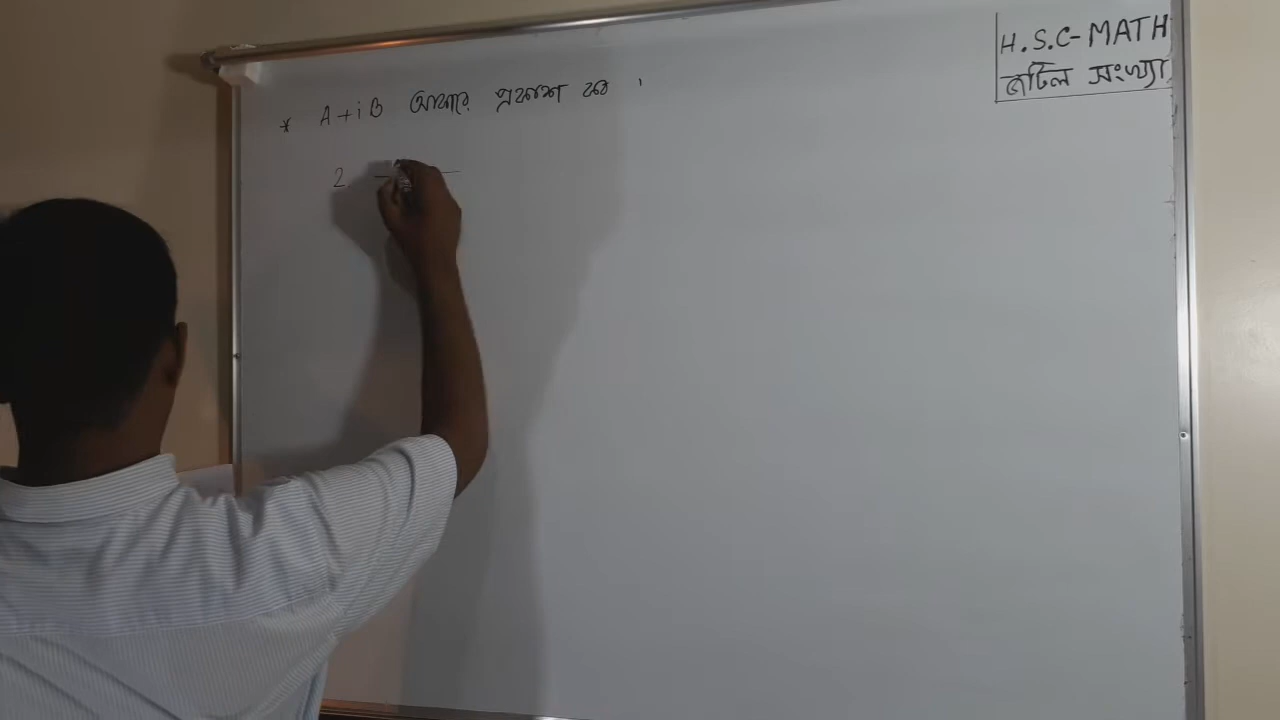 H.S.C-MATH
জটিল সংখ্যা
* A+iB আকারে প্রকাশ কর ।
2.